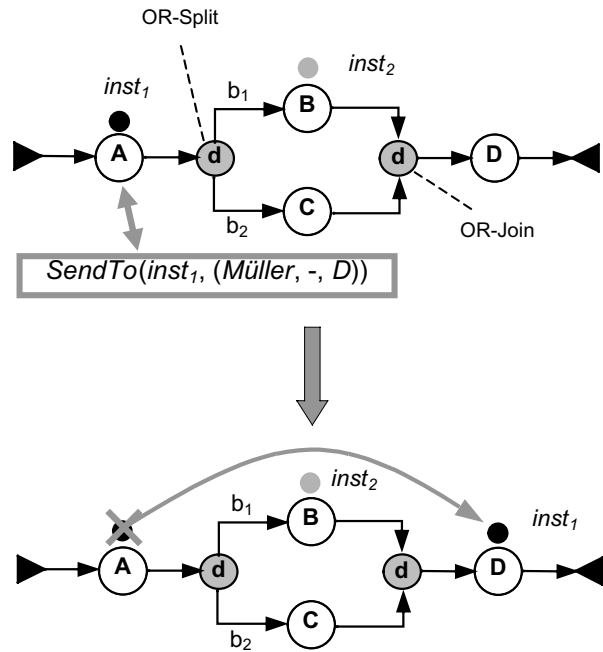 OR-Split
inst₁
inst₂
b₁
B
A
d
d
D
C
b₂
OR-Join
SendTo(inst₁, (Müller, -, D))
inst₂
b₁
B
inst₁
A
d
d
D
C
b₂